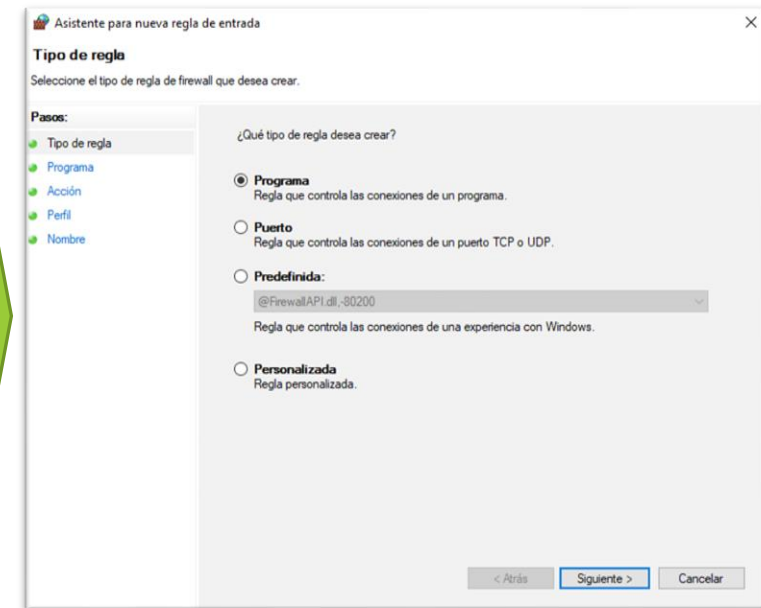 Asistente para nueva regla de entrada
Tipo de regla
Seleccione el tipo de regla de firewall que desea crear.
Pasos:
Tipo de regla
Programa
Acción
Perfil
Nombre
¿Qué tipo de regla desea crear?
Programa
Regla que controla las conexiones de un programa.
Puerto
Regla que controla las conexiones de un puerto TCP o UDP.
Predefinida:
@FirewallAPI.dll,-80200
Regla que controla las conexiones de una experiencia con Windows.
Personalizada
Regla personalizada.
< Atrás
Siguiente >
Cancelar